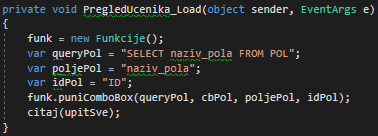 private void PregledUcenika_Load(object sender, EventArgs e)
{
funk = new Funkcije();
var queryPol = "SELECT naziv_pola FROM POL";
var poljePol = "naziv_pola";
var idPol = "ID";
funk.puniComboBox(queryPol, cbPol, poljePol, idPol);
citaj(upitSve);
}